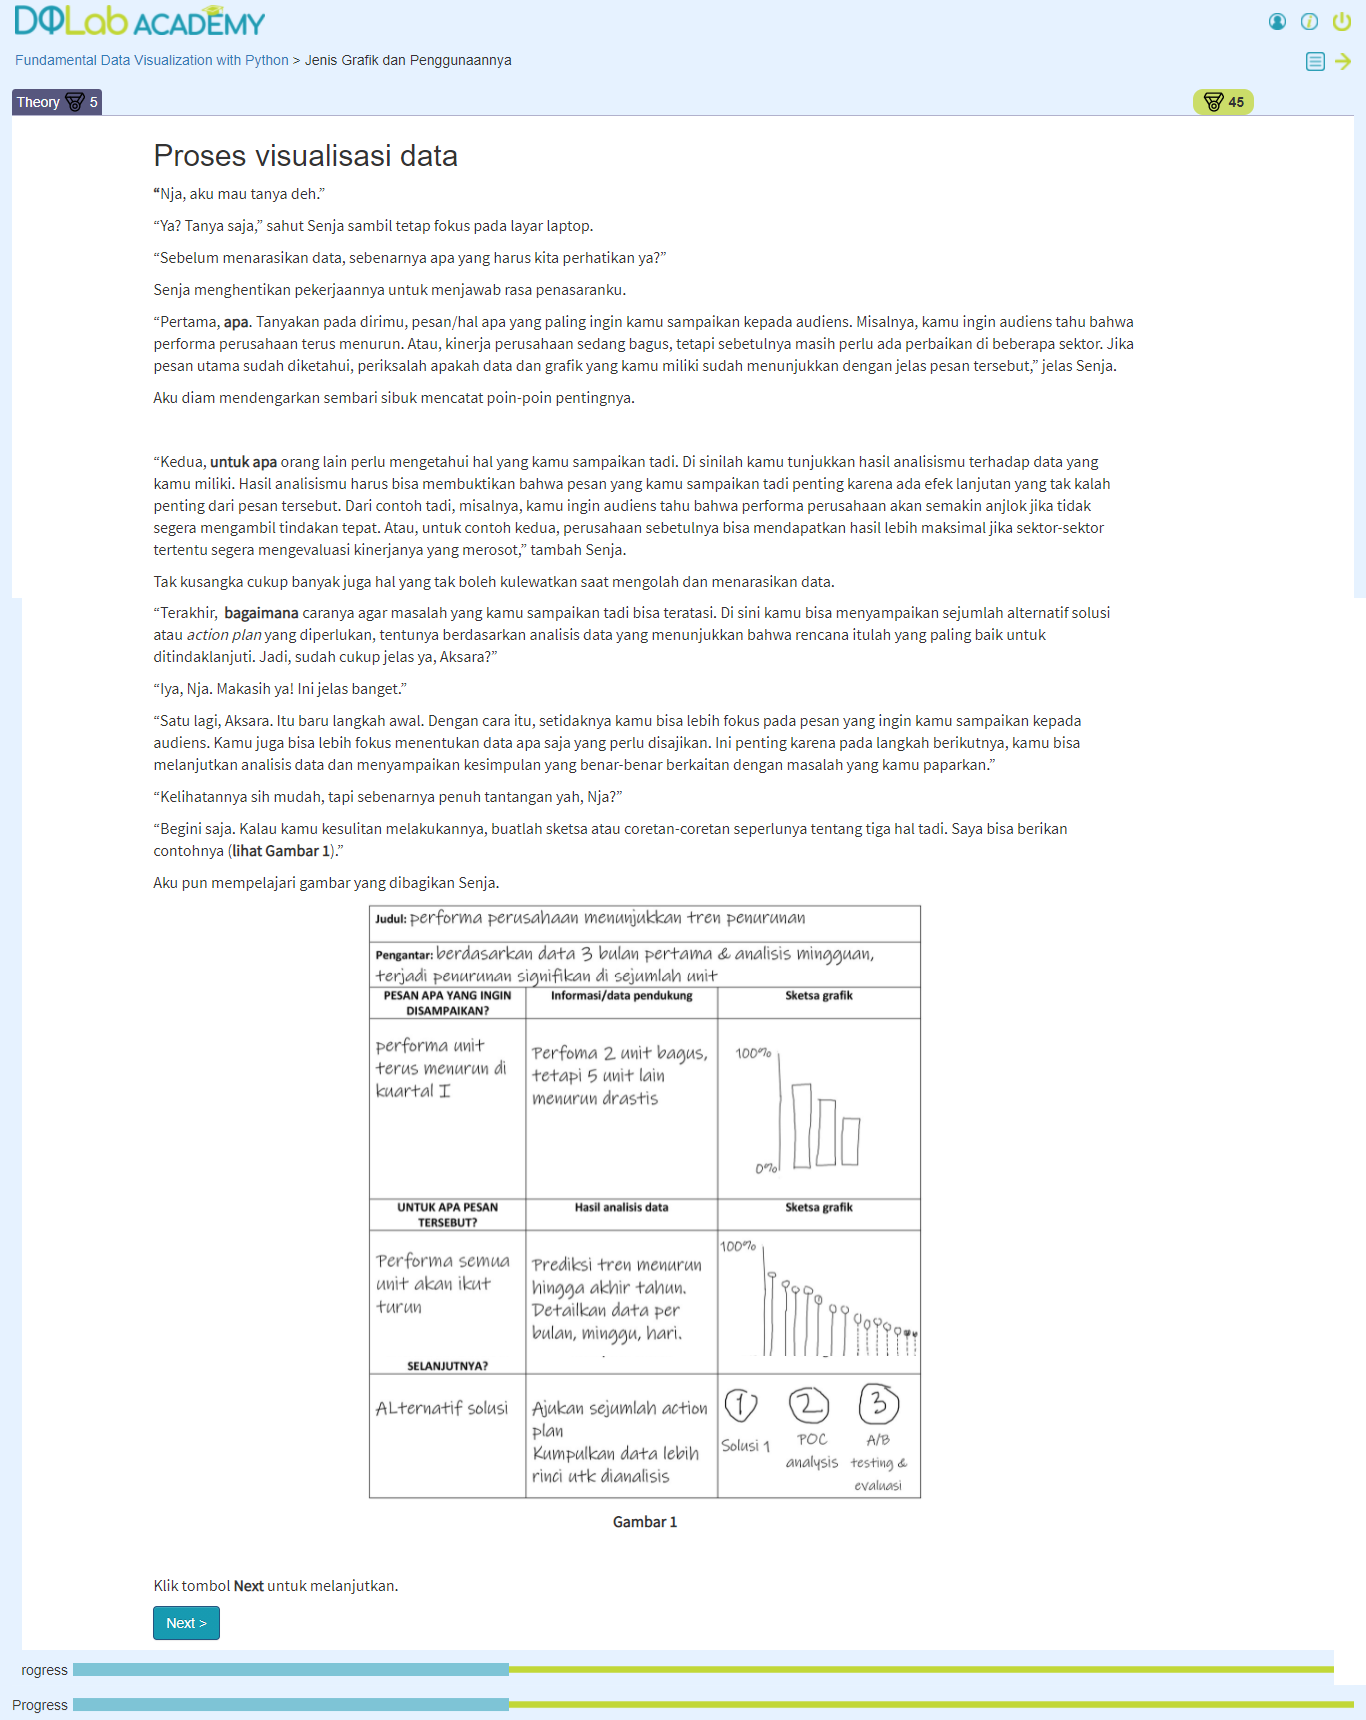 DQLab ACADEMY
Fundamental Data Visualization with Python > Jenis Grafik dan Penggunaannya
Theory 5
45
Proses visualisasi data
“Nja, aku mau tanya deh.”
“Ya? Tanya saja,” sahut Senja sambil tetap fokus pada layar laptop.
“Sebelum menarasikan data, sebenarnya apa yang harus kita perhatikan ya?”
Senja menghentikan pekerjaannya untuk menjawab rasa penasaranku.
“Pertama, apa. Tanyakan pada dirimu, pesan/hal apa yang paling ingin kamu sampaikan kepada audiens. Misalnya, kamu ingin audiens tahu bahwa
performa perusahaan terus menurun. Atau, kinerja perusahaan sedang bagus, tetapi sebetulnya masih perlu ada perbaikan di beberapa sektor. Jika
pesan utama sudah diketahui, periksalah apakah data dan grafik yang kamu miliki sudah menunjukkan dengan jelas pesan tersebut,” jelas Senja.
Aku diam mendengarkan sembari sibuk mencatat poin-poin pentingnya.
“Kedua, untuk apa orang lain perlu mengetahui hal yang kamu sampaikan tadi. Di sinilah kamu tunjukkan hasil analisismu terhadap data yang
kamu miliki. Hasil analisismu harus bisa membuktikan bahwa pesan yang kamu sampaikan tadi penting karena ada efek lanjutan yang tak kalah
penting dari pesan tersebut. Dari contoh tadi, misalnya, kamu ingin audiens tahu bahwa performa perusahaan akan semakin anjlok jika tidak
segera mengambil tindakan tepat. Atau, untuk contoh kedua, perusahaan sebetulnya bisa mendapatkan hasil lebih maksimal jika sektor-sektor
tertentu segera mengevaluasi kinerjanya yang merosot,” tambah Senja.
Tak kusangka cukup banyak juga hal yang tak boleh kulewatkan saat mengolah dan menarasikan data.
“Terakhir, bagaimana caranya agar masalah yang kamu sampaikan tadi bisa teratasi. Di sini kamu bisa menyampaikan sejumlah alternatif solusi
atau action plan yang diperlukan, tentunya berdasarkan analisis data yang menunjukkan bahwa rencana itulah yang paling baik untuk
ditindaklanjuti. Jadi, sudah cukup jelas ya, Aksara?”
“Iya, Nja. Makasih ya! Ini jelas banget.”
“Satu lagi, Aksara. Itu baru langkah awal. Dengan cara itu, setidaknya kamu bisa lebih fokus pada pesan yang ingin kamu sampaikan kepada
audiens. Kamu juga bisa lebih fokus menentukan data apa saja yang perlu disajikan. Ini penting karena pada langkah berikutnya, kamu bisa
melanjutkan analisis data dan menyampaikan kesimpulan yang benar-benar berkaitan dengan masalah yang kamu paparkan.”
“Kelihatannya sih mudah, tapi sebenarnya penuh tantangan yah, Nja?”
“Begini saja. Kalau kamu kesulitan melakukannya, buatlah sketsa atau coretan-coretan seperlunya tentang tiga hal tadi. Saya bisa berikan
contohnya (lihat Gambar 1).”
Aku pun mempelajari gambar yang dibagikan Senja.
Judul: performa perusahaan menunjukkan tren penurunan
Pengantar: berdasarkan data 3 bulan pertama & analisis mingguan,
terjadi penurunan signifikan di sejumlah unit
PESAN APA YANG INGIN
DISAMPAIKAN?
Informasi/data pendukung
Sketsa grafik
performa unit
terus menurun di
kuartal I
Perfoma 2 unit bagus,
tetapi 5 unit lain
menurun drastis
100%
0%
UNTUK APA PESAN
TERSEBUT?
Hasil analisis data
Sketsa grafik
Performa semua
unit akan ikut
turun
Prediksi tren menurun
hingga akhir tahun.
Detailkan data per
bulan, minggu, hari.
100%
SELANJUTNYA?
ALternatif solusi
Ajukan sejumlah action
plan
Kumpulkan data lebih
rinci utk dianalisis
1
Solusi 1
2
POC
analysis
3
A/B
testing &
evaluasi
Gambar 1
Klik tombol Next untuk melanjutkan.
Next >
rogress
Progress